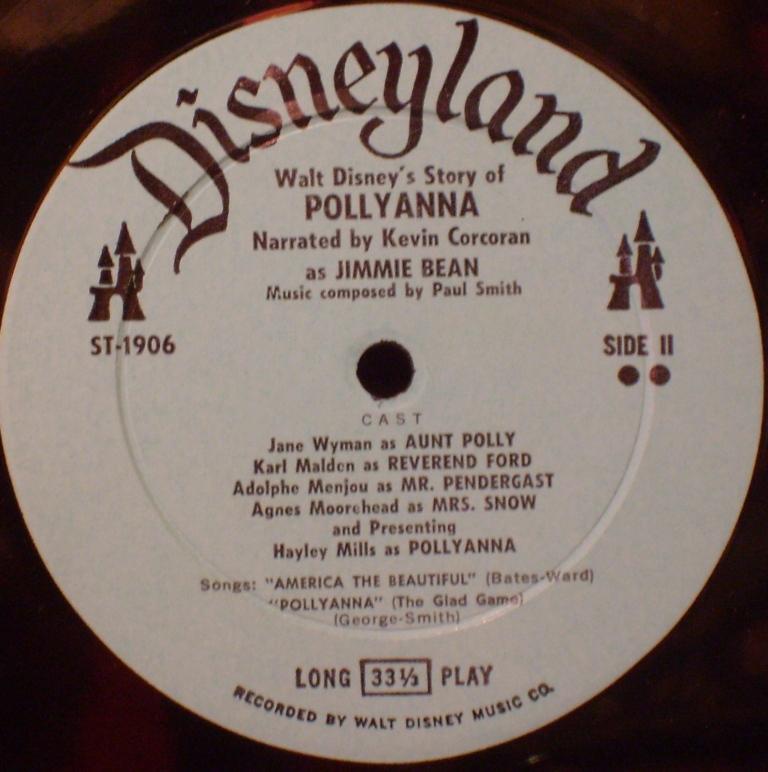 Disneyland
Walt Disney's Story of
POLLYANNA
Narrated by Kevin Corcoran
as JIMMIE BEAN
Music composed by Paul Smith
ST-1906
SIDE II
CAST
Jane Wyman as AUNT POLLY
Karl Malden as REVEREND FORD
Adolphe Menjou as MR. PENDERGAST
Agnes Moorehead as MRS. SNOW
and Presenting
Hayley Mills as POLLYANNA
Songs: "AMERICA THE BEAUTIFUL" (Bates-Ward)
"POLLYANNA" (The Glad Game)
(George-Smith)
LONG 33⅓ PLAY
RECORDED BY WALT DISNEY MUSIC CO.